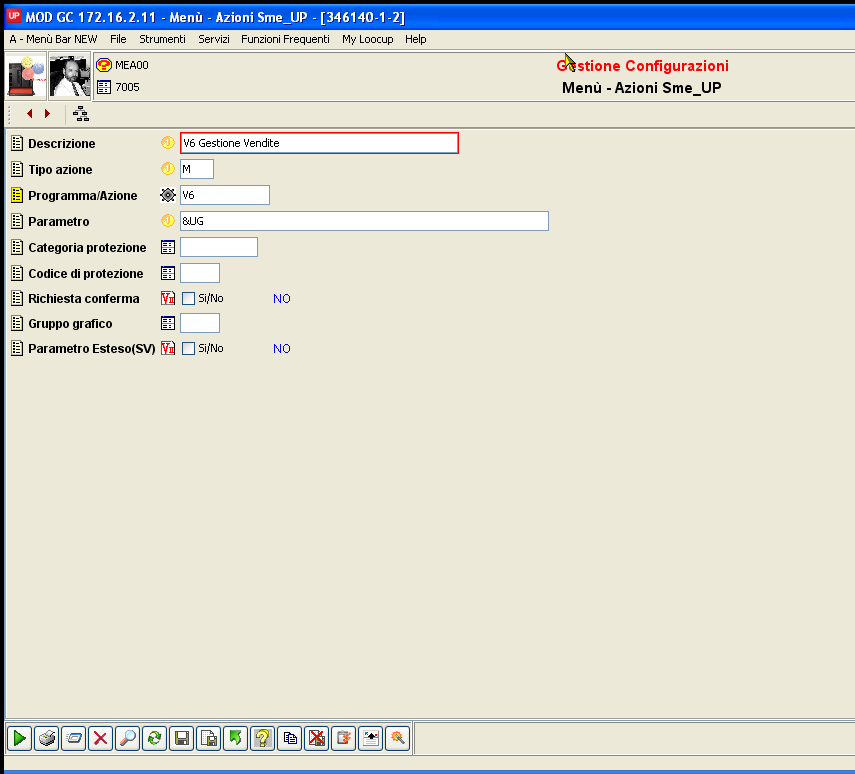 UP MOD GC 172.16.2.11 - Menù - Azioni Sme_UP - [346140-1-2]
A - Menù Bar NEW File Strumenti Servizi Funzioni Frequenti My Loocup Help
MEA00
7005
Gestione Configurazioni
Menù - Azioni Sme_UP
Descrizione V6 Gestione Vendite
Tipo azione M
Programma/Azione V6
Parametro &UG
Categoria protezione
Codice di protezione
Richiesta conferma Si/No NO
Gruppo grafico
Parametro Esteso(SV) Si/No NO